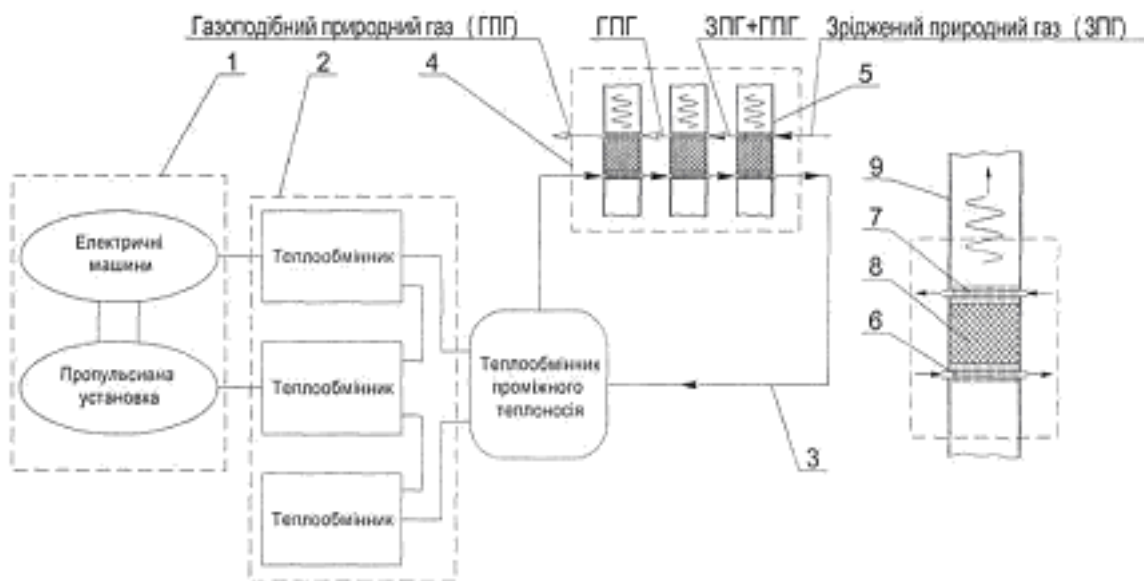 Газоподібний природний газ (ГПГ)
ГПГ
ЗПГ+ГПГ
Зріджений природний газ (ЗПГ)
1
2
4
5
Електричні
машини
Пропульсивна
установка
Теплообмінник
Теплообмінник
Теплообмінник
Теплообмінник
проміжного
теплоносія
3
9
7
8
6